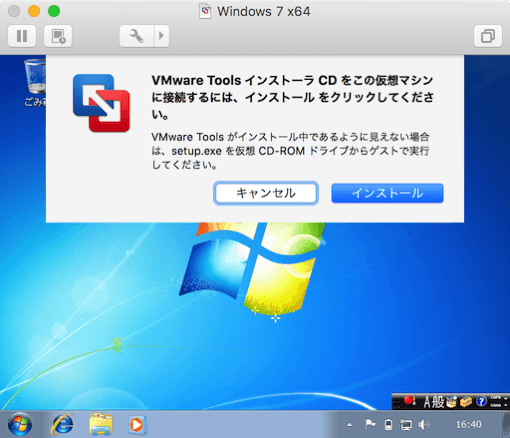 Windows 7 x64
VMware Tools インストーラ CD をこの仮想マシン
に接続するには、インストール をクリックしてくださ
い。
VMware Tools がインストール中であるように見えない場合
は、setup.exe を仮想 CD-ROM ドライブからゲストで実行
してください。
キャンセル
インストール
ごみ
A 般
CAPS
KANA
16:40